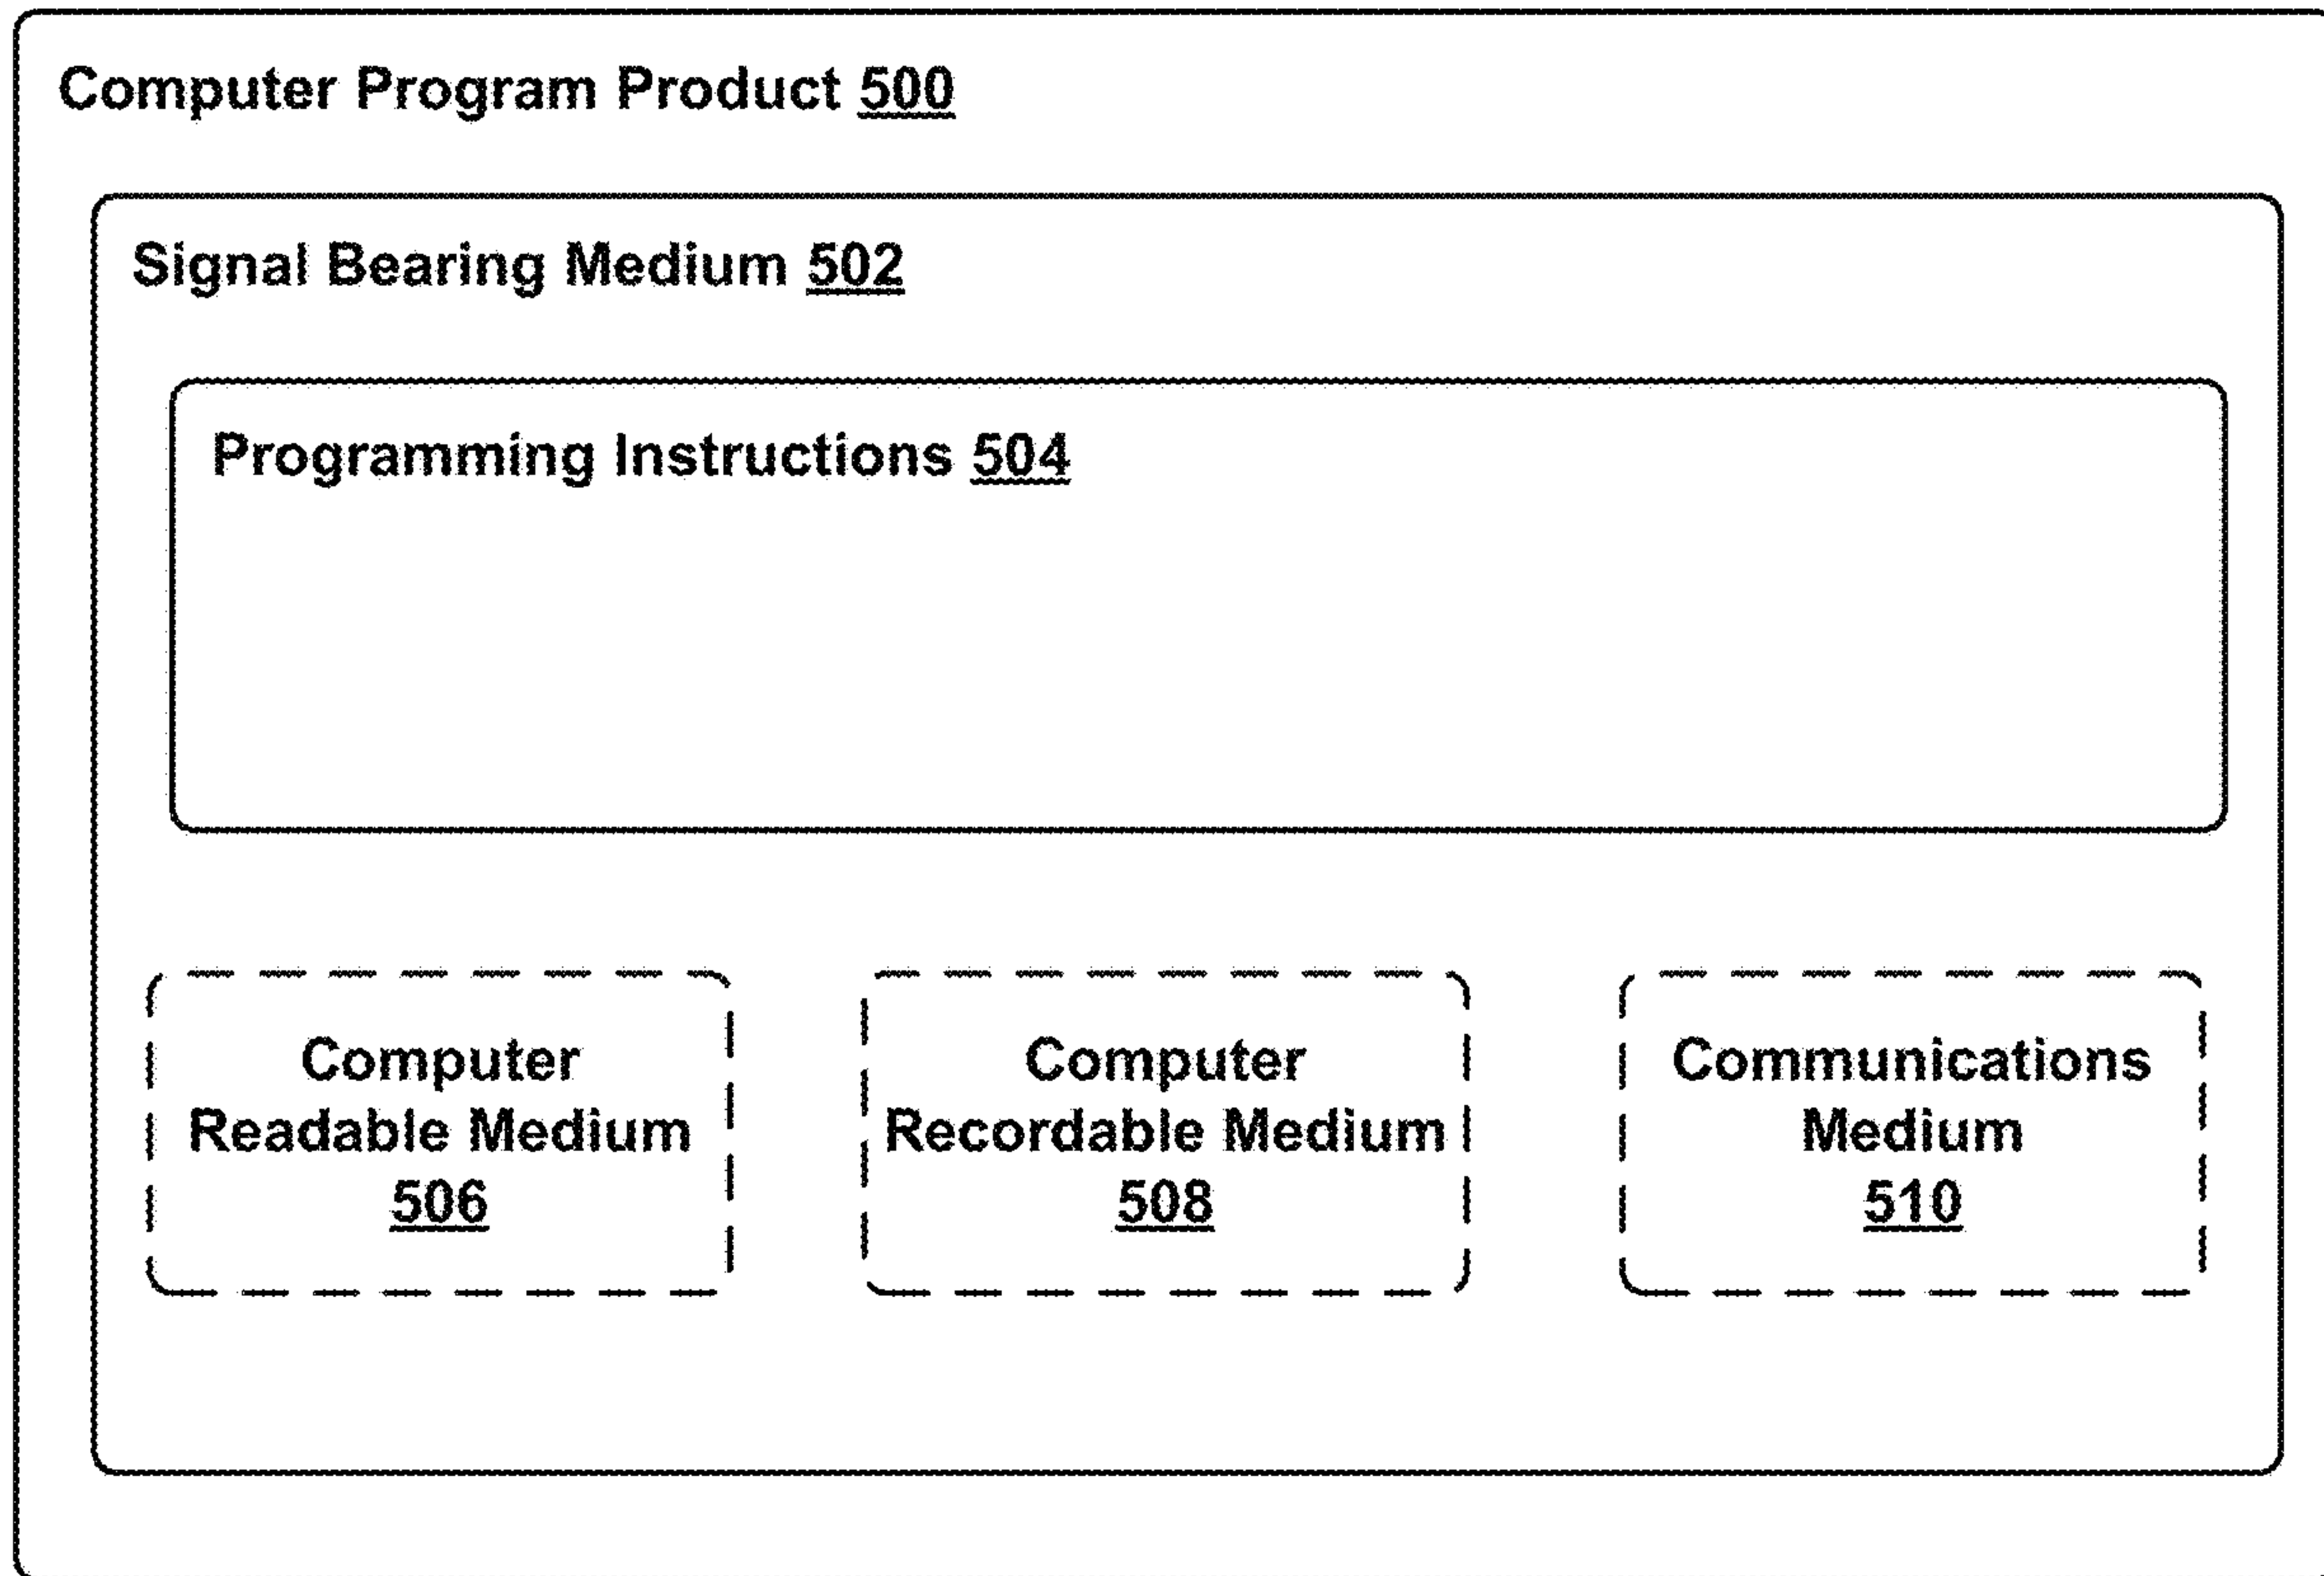 Computer Program Product 500
Signal Bearing Medium 502
Programming Instructions 504
Computer
Readable Medium
506
Computer
Recordable Medium
508
Communications
Medium
510